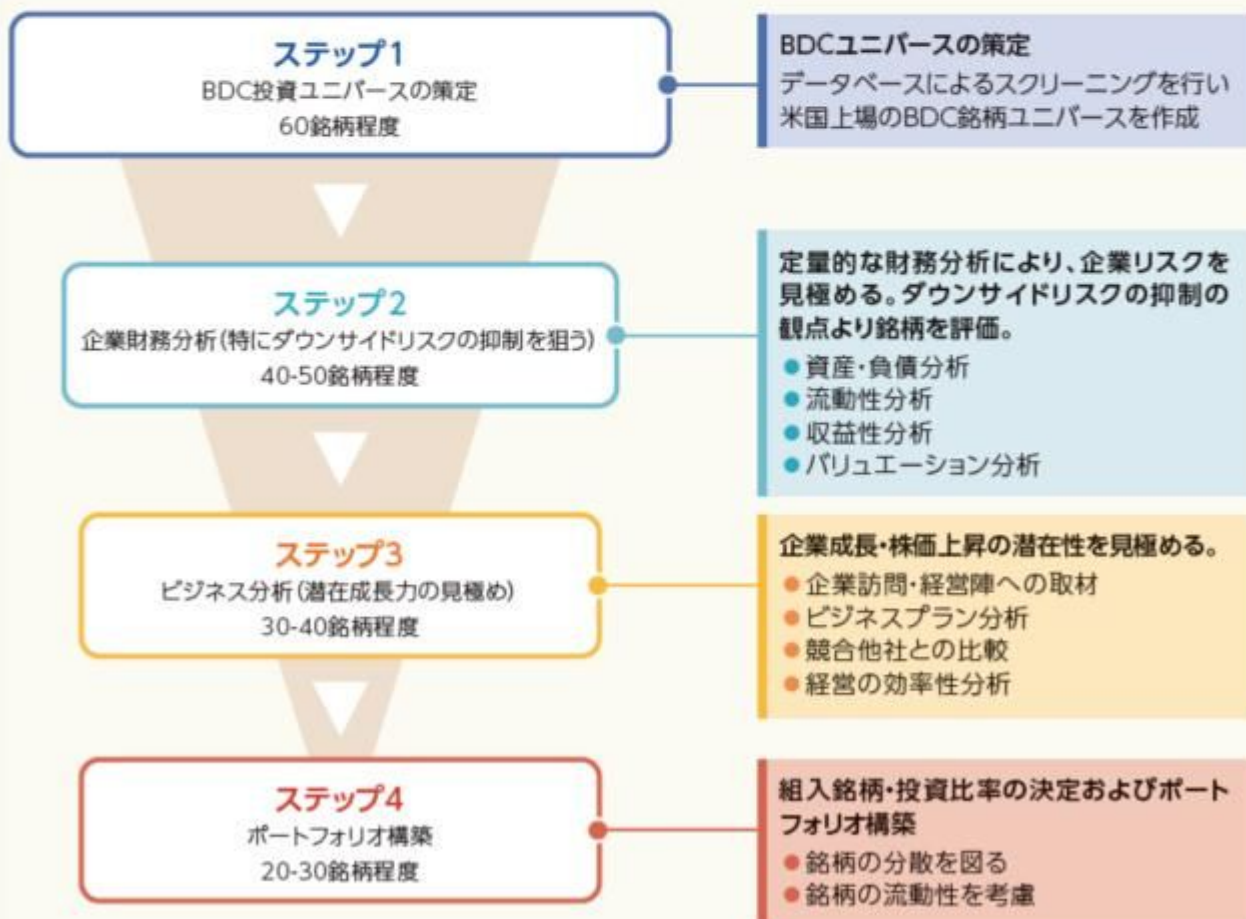 ステップ1
BDC投資ユニバースの策定
60銘柄程度
BDCユニバースの策定
データベースによるスクリーニングを行い
米国上場のBDC銘柄ユニバースを作成
ステップ2
企業財務分析(特にダウンサイドリスクの抑制を狙う)
40-50銘柄程度
定量的な財務分析により、企業リスクを
見極める。ダウンサイドリスクの抑制の
観点より銘柄を評価。
●資産・負債分析
●流動性分析
●収益性分析
●バリュエーション分析
ステップ3
ビジネス分析(潜在成長力の見極め)
30-40銘柄程度
企業成長・株価上昇の潜在性を見極める。
●企業訪問・経営陣への取材
●ビジネスプラン分析
●競合他社との比較
●経営の効率性分析
ステップ4
ポートフォリオ構築
20-30銘柄程度
組入銘柄・投資比率の決定およびポート
フォリオ構築
●銘柄の分散を図る
●銘柄の流動性を考慮